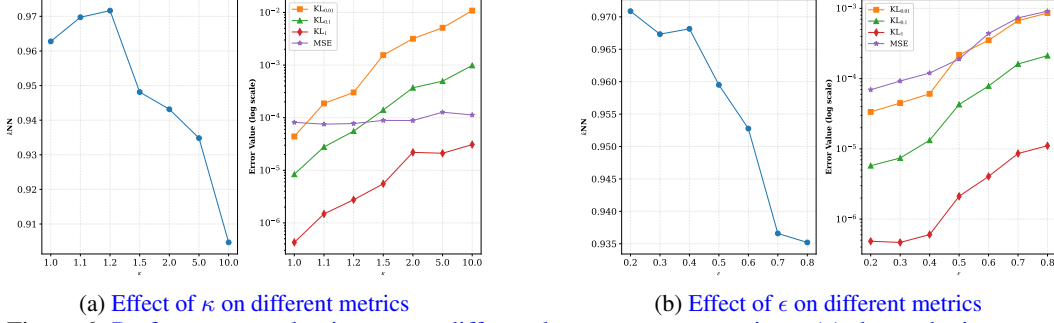 0.97
0.96
0.95
0.94
0.93
0.92
0.91
kNN
1.0 1.1 1.2 1.5 2.0 5.0 10.0
κ
10⁻²
10⁻³
10⁻⁴
10⁻⁵
10⁻⁶
Error Value (log scale)
KL₀.₀₁
KL₀.₁
KL₁
MSE
1.0 1.1 1.2 1.5 2.0 5.0 10.0
κ
0.970
0.965
0.960
0.955
0.950
0.945
0.940
0.935
kNN
0.2 0.3 0.4 0.5 0.6 0.7 0.8
ε
10⁻³
10⁻⁴
10⁻⁵
10⁻⁶
Error Value (log scale)
KL₀.₀₁
KL₀.₁
KL₁
MSE
0.2 0.3 0.4 0.5 0.6 0.7 0.8
ε
(a) Effect of κ on different metrics
(b) Effect of ϵ on different metrics